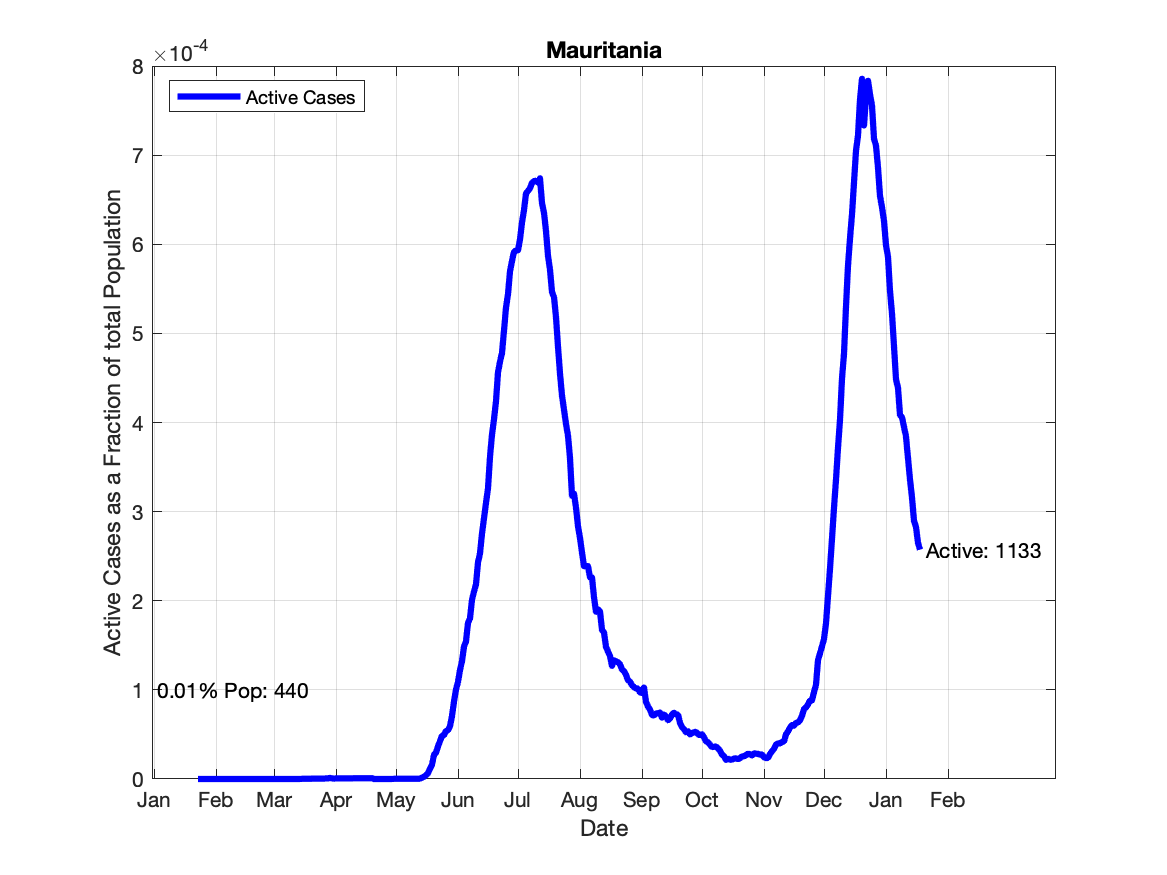 Mauritania
×10-4
Active Cases
8
7
6
5
4
3
2
1
0
Active Cases as a Fraction of total Population
0.01% Pop: 440
Active: 1133
Jan Feb Mar Apr May Jun Jul Aug Sep Oct Nov Dec Jan Feb
Date